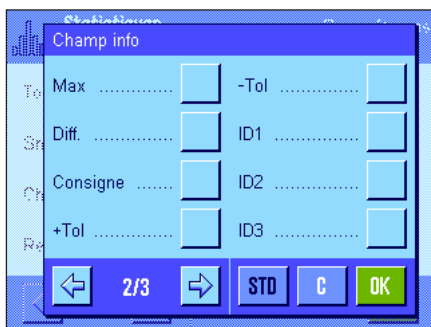 Statistiques
Champ info
Max ..............
Diff. ..............
Consigne .......
+Tol ..............
-Tol ..............
ID1 ..............
ID2 ..............
ID3 ..............
2/3
STD
C
OK